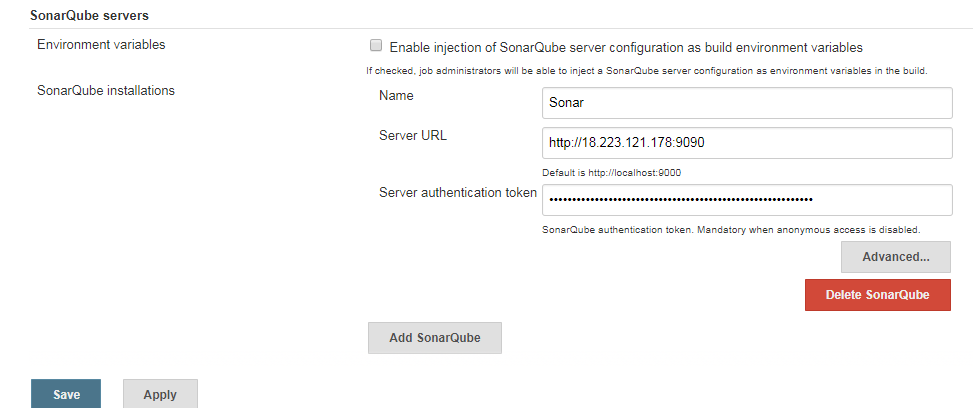 SonarQube servers
Environment variables
Enable injection of SonarQube server configuration as build environment variables
If checked, job administrators will be able to inject a SonarQube server configuration as environment variables in the build.
SonarQube installations
Name
Sonar
Server URL
http://18.223.121.178:9090
Default is http://localhost:9000
Server authentication token
SonarQube authentication token. Mandatory when anonymous access is disabled.
Advanced...
Delete SonarQube
Add SonarQube
Save
Apply